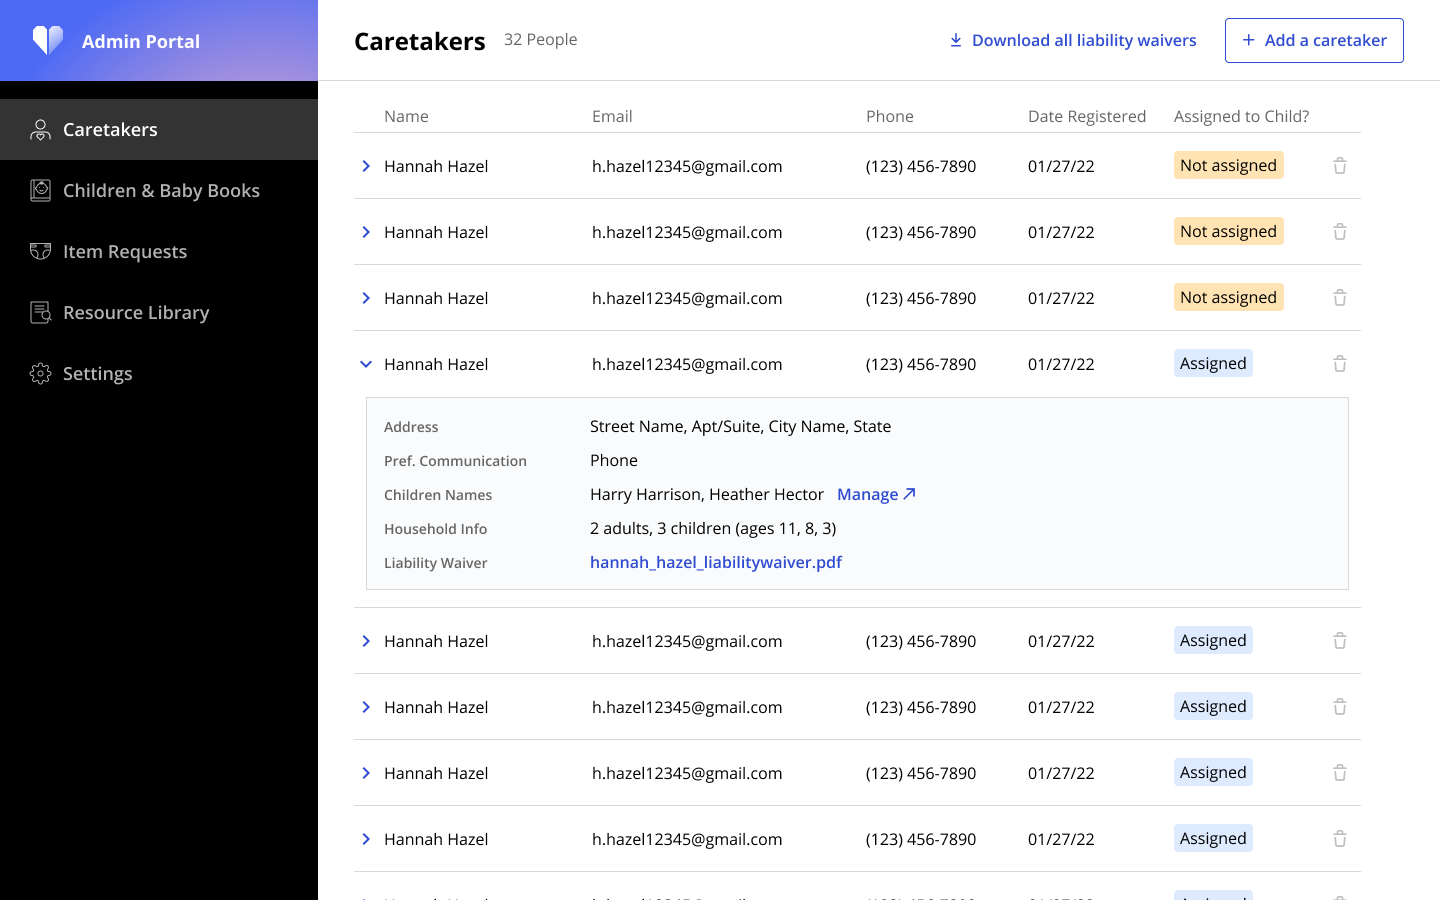 Admin Portal
Caretakers 32 People Download all liability waivers + Add a caretaker
Caretakers
Children & Baby Books
Item Requests
Resource Library
Settings
Name Email Phone Date Registered Assigned to Child?
Hannah Hazel h.hazel12345@gmail.com (123) 456-7890 01/27/22 Not assigned
Hannah Hazel h.hazel12345@gmail.com (123) 456-7890 01/27/22 Not assigned
Hannah Hazel h.hazel12345@gmail.com (123) 456-7890 01/27/22 Not assigned
Hannah Hazel h.hazel12345@gmail.com (123) 456-7890 01/27/22 Assigned
Address Street Name, Apt/Suite, City Name, State
Pref. Communication Phone
Children Names Harry Harrison, Heather Hector Manage
Household Info 2 adults, 3 children (ages 11, 8, 3)
Liability Waiver hannah_hazel_liabilitywaiver.pdf
Hannah Hazel h.hazel12345@gmail.com (123) 456-7890 01/27/22 Assigned
Hannah Hazel h.hazel12345@gmail.com (123) 456-7890 01/27/22 Assigned
Hannah Hazel h.hazel12345@gmail.com (123) 456-7890 01/27/22 Assigned
Hannah Hazel h.hazel12345@gmail.com (123) 456-7890 01/27/22 Assigned